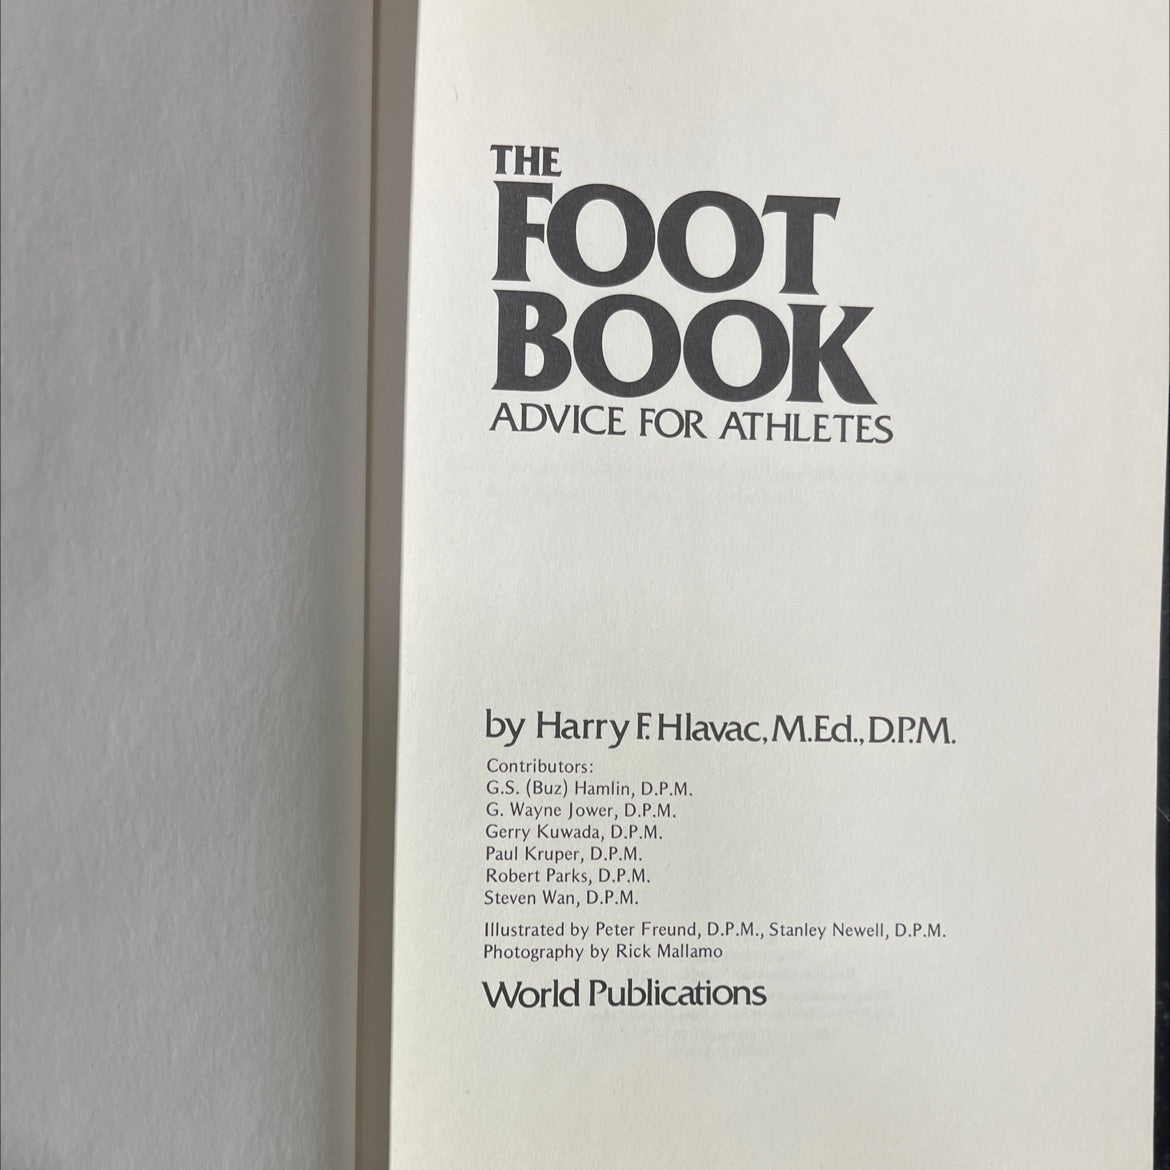 THE
FOOT
BOOK
ADVICE FOR ATHLETES
by Harry F. Hlavac, M.Ed., D.P.M.
Contributors:
G.S. (Buz) Hamlin, D.P.M.
G. Wayne Jower, D.P.M.
Gerry Kuwada, D.P.M.
Paul Kruper, D.P.M.
Robert Parks, D.P.M.
Steven Wan, D.P.M.
Illustrated by Peter Freund, D.P.M., Stanley Newell, D.P.M.
Photography by Rick Mallamo
World Publications